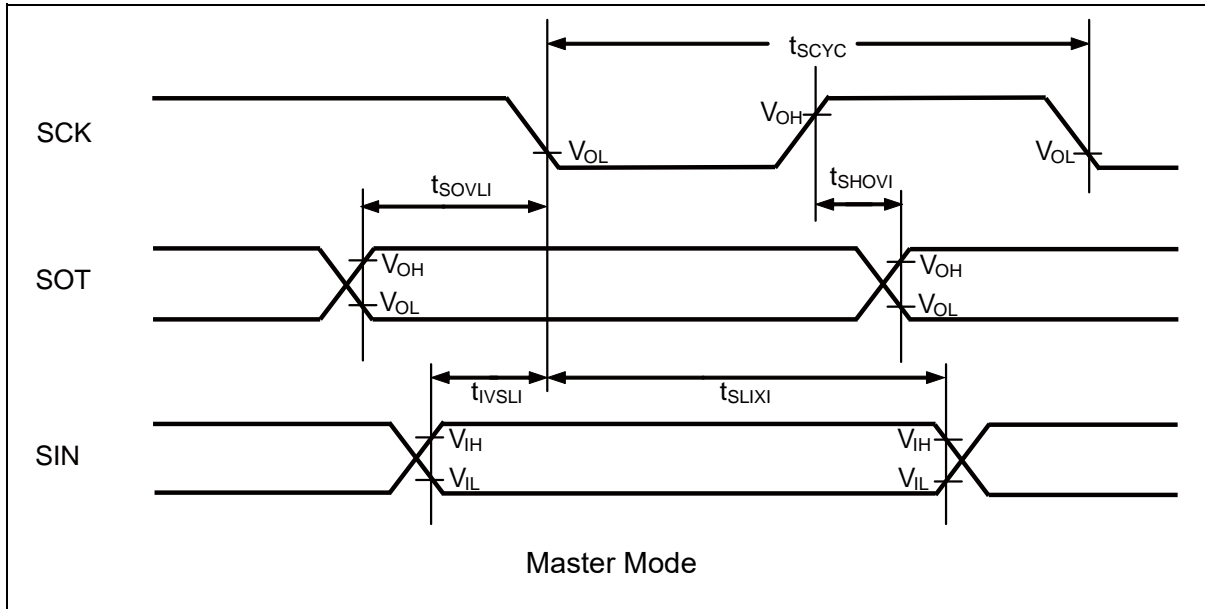 tSCYC
SCK
VOH
VOL
VOL
tSOVLI
tSHOVI
SOT
VOH
VOH
VOL
VOL
tIVSLI
tSLIXI
SIN
VIH
VIH
VIL
VIL
Master Mode